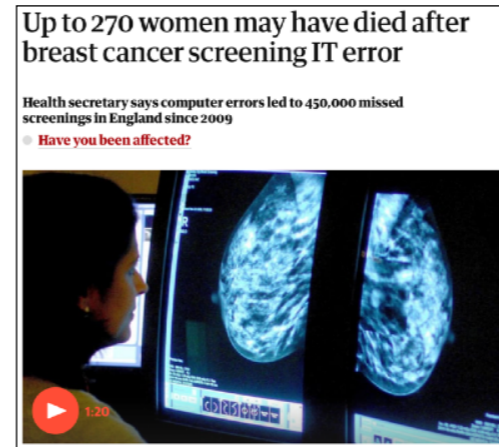 Up to 270 women may have died after
breast cancer screening IT error
Health secretary says computer errors led to 450,000 missed
screenings in England since 2009
Have you been affected?
1:20